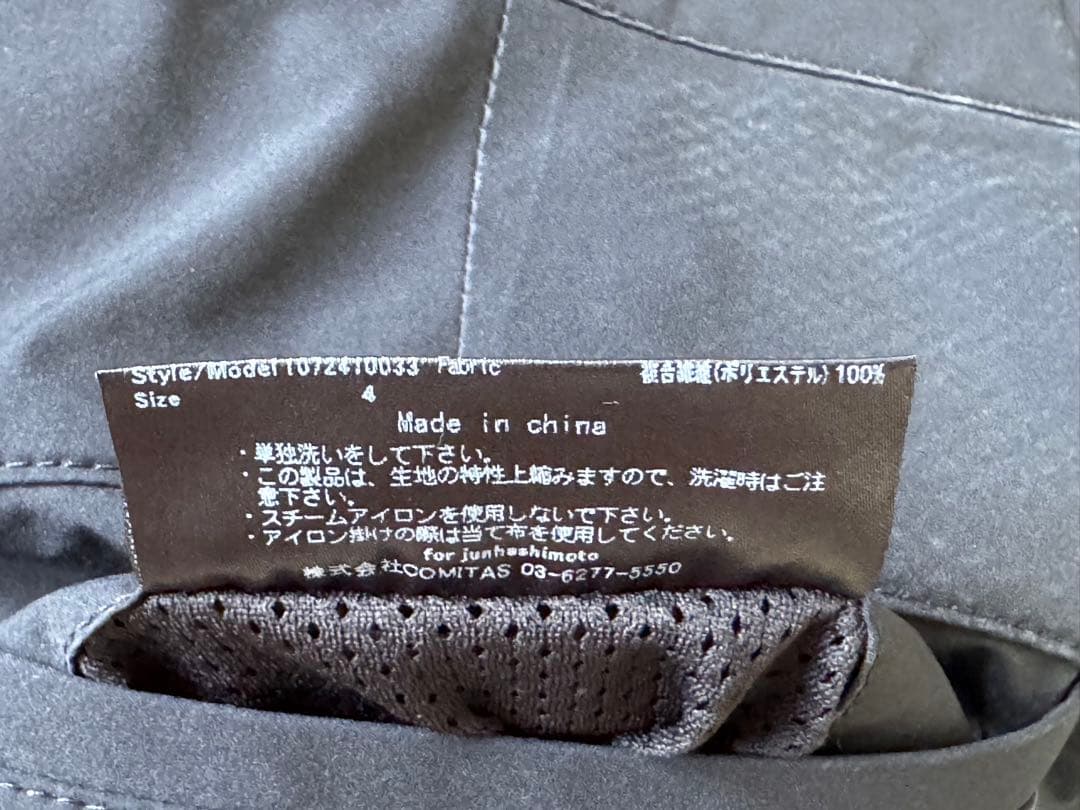 Style/Model 1072410033 Fabric 複合繊維(ポリエステル) 100%
Size 4
Made in china
・単独洗いをして下さい。
・この製品は、生地の特性上縮みますので、洗濯時はご注
意下さい。
・スチームアイロンを使用しないで下さい。
・アイロン掛けの際は当て布を使用してください。
for junhashimoto
株式会社COMITAS 03-6277-5550